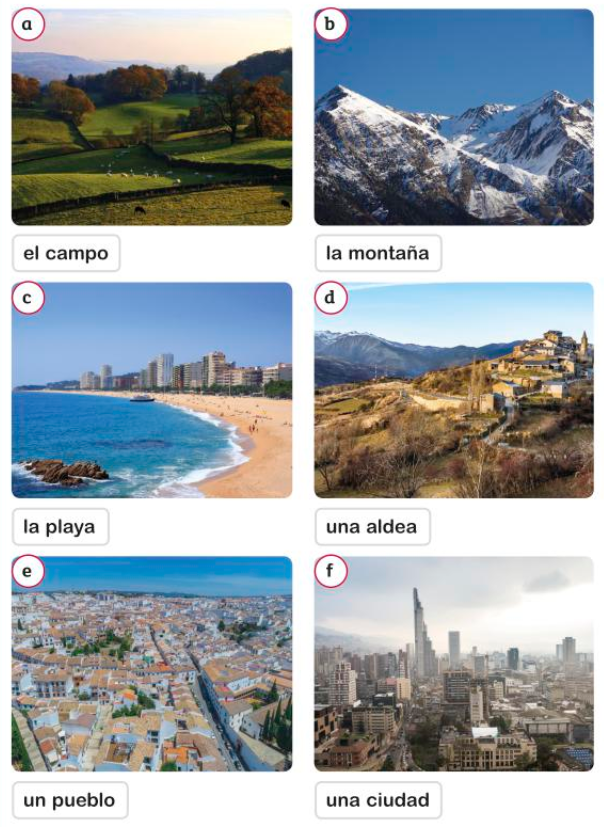 a
b
el campo
la montaña
c
d
la playa
una aldea
e
f
un pueblo
una ciudad